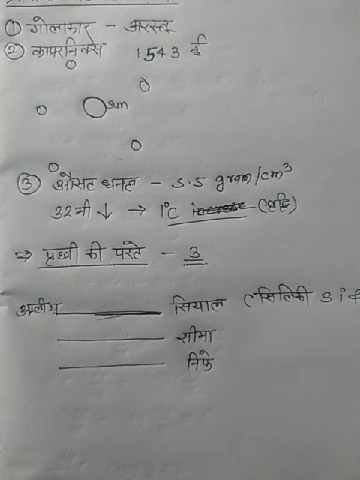 ① गोलाकार - अरस्तू
② कापरनिकस 1543 ई
sun
③ औसत घनत्व - 5.5 gram/cm³
32मी ↓ → 1°C (वृद्धि)
⇒ पृथ्वी की परते - 3
सियाल (सिलिका
सीमा
निफे